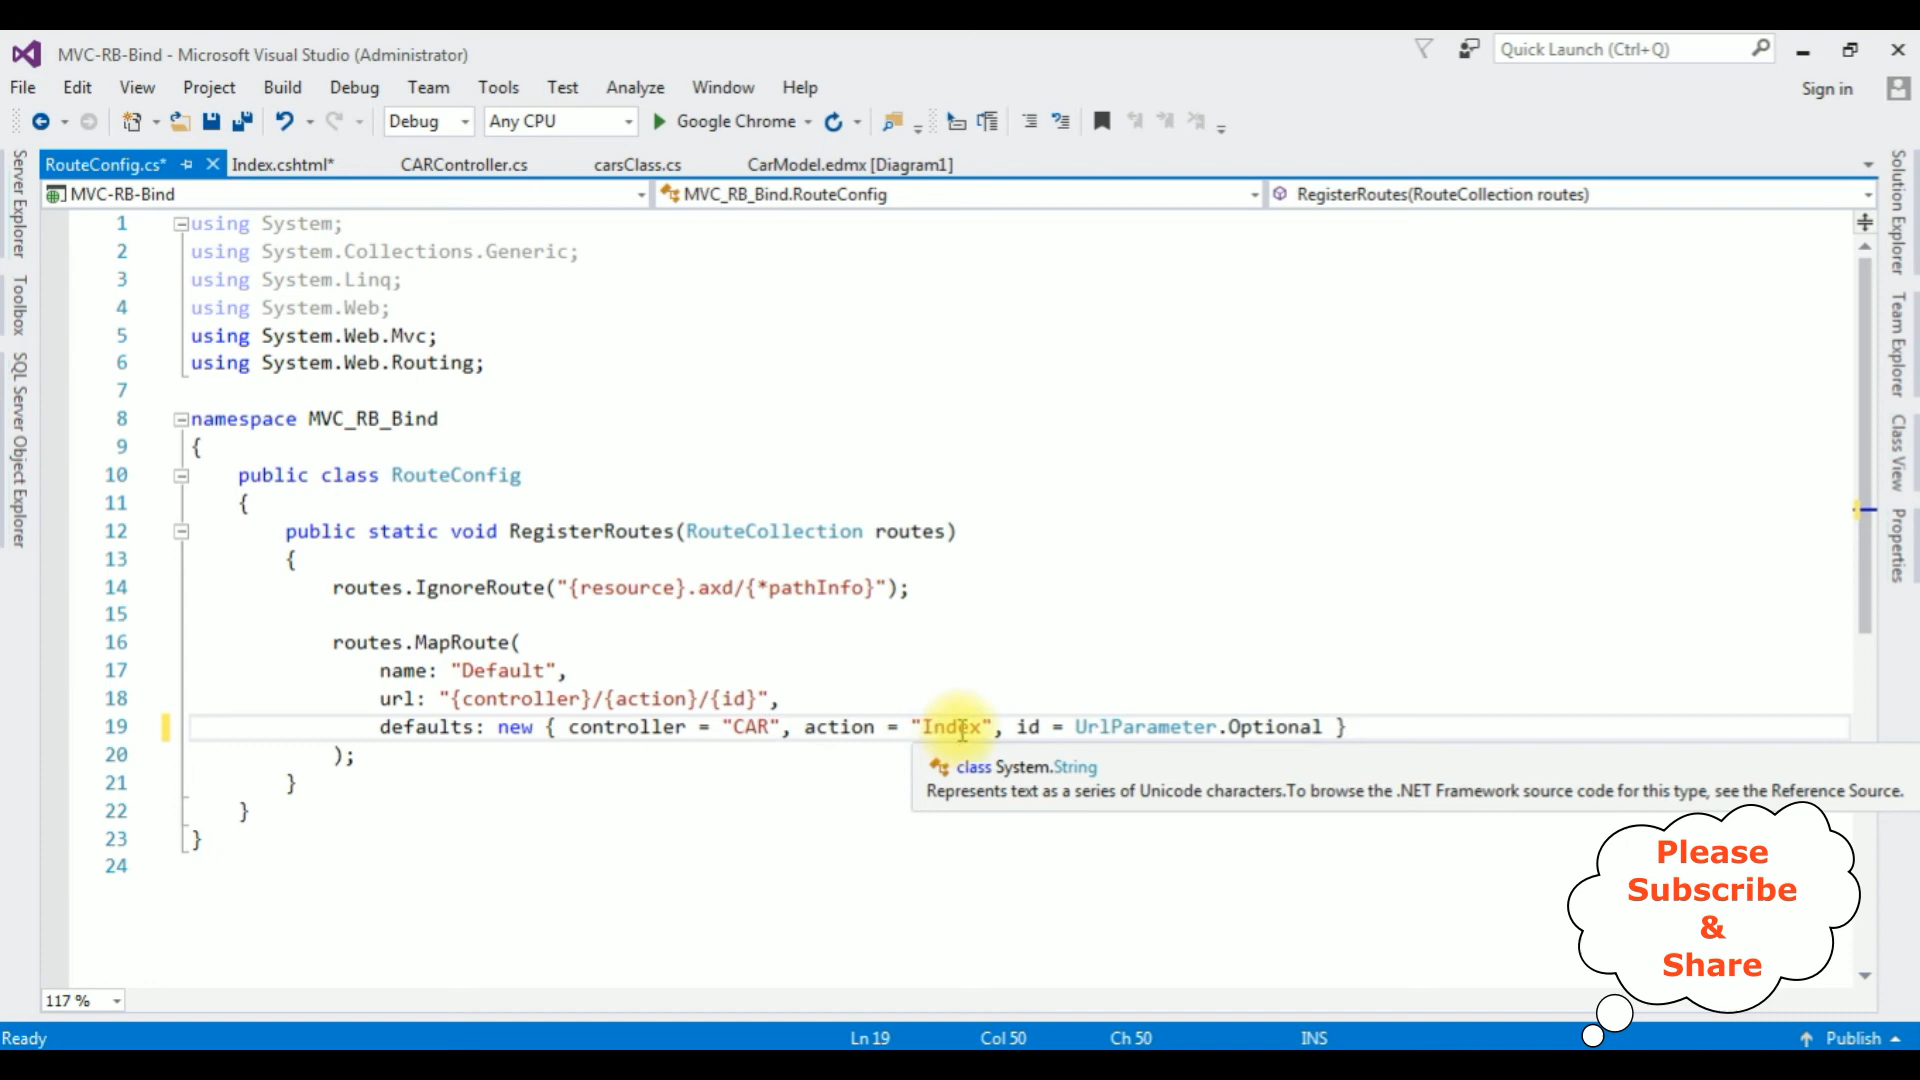 MVC-RB-Bind - Microsoft Visual Studio (Administrator)
Quick Launch (Ctrl+Q)
File Edit View Project Build Debug Team Tools Test Analyze Window Help
Sign in
Debug Any CPU Google Chrome
RouteConfig.cs* Index.cshtml* CARController.cs carsClass.cs CarModel.edmx [Diagram1]
MVC-RB-Bind MVC_RB_Bind.RouteConfig RegisterRoutes(RouteCollection routes)
Server Explorer
Toolbox
SQL Server Object Explorer
1 using System;
2 using System.Collections.Generic;
3 using System.Linq;
4 using System.Web;
5 using System.Web.Mvc;
6 using System.Web.Routing;
7
8 namespace MVC_RB_Bind
9 {
10 public class RouteConfig
11 {
12 public static void RegisterRoutes(RouteCollection routes)
13 {
14 routes.IgnoreRoute("{resource}.axd/{*pathInfo}");
15
16 routes.MapRoute(
17 name: "Default",
18 url: "{controller}/{action}/{id}",
19 defaults: new { controller = "CAR", action = "Index", id = UrlParameter.Optional }
20 );
21 }
22 }
23 }
24
class System.String
Represents text as a series of Unicode characters.To browse the .NET Framework source code for this type, see the Reference Source.
Solution Explorer
Team Explorer
Class View
Properties
Please
Subscribe
&
Share
117 %
Ready Ln 19 Col 50 Ch 50 INS Publish